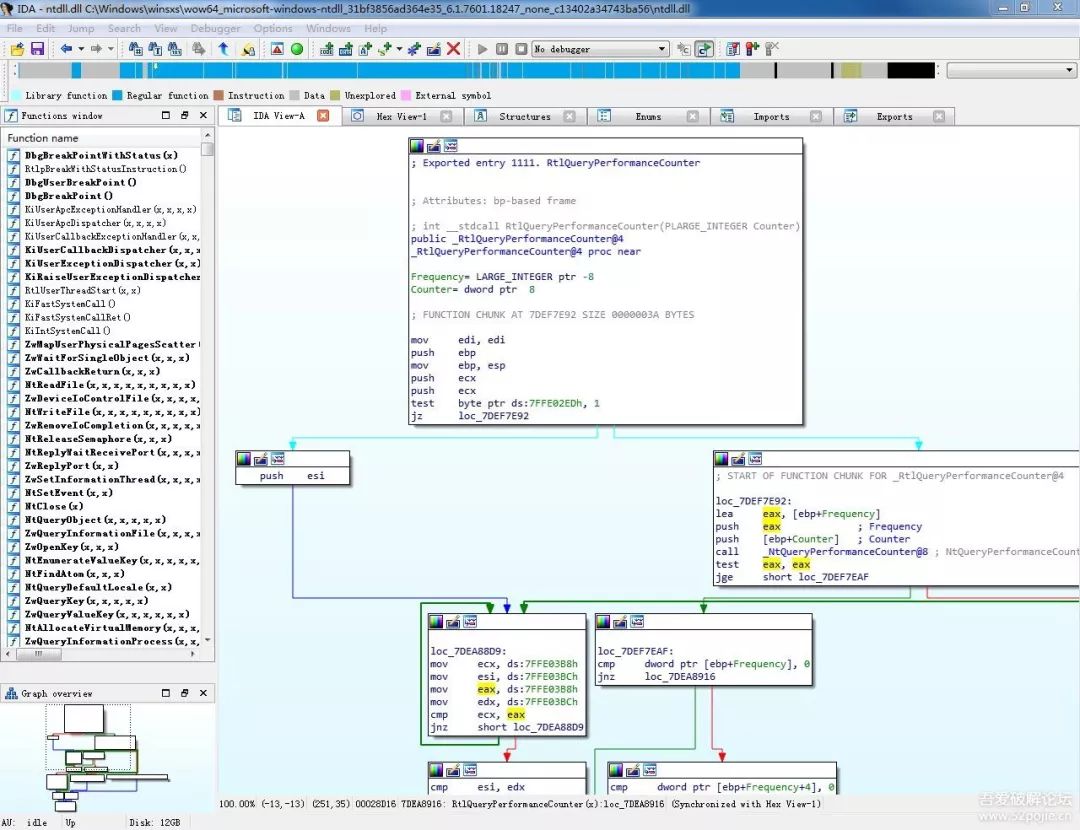 IDA - ntdll.dll C:\Windows\winsxs\wow64_microsoft-windows-ntdll_31bf3856ad364e35_6.1.7601.18247_none_c13402a34743ba56\ntdll.dll
File Edit Jump Search View Debugger Options Windows Help
No debugger
Library function Regular function Instruction Data Unexplored External symbol
Functions window
IDA View-A Hex View-1 Structures Enums Imports Exports
Function name
DbgBreakPointWithStatus(x)
RtlpBreakWithStatusInstruction()
DbgUserBreakPoint()
DbgBreakPoint()
KiUserApcExceptionHandler(x,x,x,x)
KiUserApcDispatcher(x,x,x,x)
KiUserCallbackExceptionHandler(x,x,
KiUserCallbackDispatcher(x,x,x
KiUserExceptionDispatcher(x,x)
KiRaiseUserExceptionDispatcher
RtlUserThreadStart(x,x)
KiFastSystemCall()
KiFastSystemCallRet()
KiIntSystemCall()
ZwMapUserPhysicalPagesScatter(
ZwWaitForSingleObject(x,x,x)
ZwCallbackReturn(x,x,x)
NtReadFile(x,x,x,x,x,x,x,x,x)
ZwDeviceIoControlFile(x,x,x,x,
NtWriteFile(x,x,x,x,x,x,x,x,x)
ZwRemoveIoCompletion(x,x,x,x,x
NtReleaseSemaphore(x,x,x)
NtReplyWaitReceivePort(x,x,x,x
ZwReplyPort(x,x)
ZwSetInformationThread(x,x,x,x
NtSetEvent(x,x)
NtClose(x)
NtQueryObject(x,x,x,x,x)
ZwQueryInformationFile(x,x,x,x
ZwOpenKey(x,x,x)
NtEnumerateValueKey(x,x,x,x,x,
NtFindAtom(x,x,x)
NtQueryDefaultLocale(x,x)
ZwQueryKey(x,x,x,x,x)
ZwQueryValueKey(x,x,x,x,x,x)
NtAllocateVirtualMemory(x,x,x,
ZwQueryInformationProcess(x,x,
; Exported entry 1111. RtlQueryPerformanceCounter
; Attributes: bp-based frame
; int __stdcall RtlQueryPerformanceCounter(PLARGE_INTEGER Counter)
public _RtlQueryPerformanceCounter@4
_RtlQueryPerformanceCounter@4 proc near
Frequency= LARGE_INTEGER ptr -8
Counter= dword ptr 8
; FUNCTION CHUNK AT 7DEF7E92 SIZE 0000003A BYTES
mov edi, edi
push ebp
mov ebp, esp
push ecx
push ecx
test byte ptr ds:7FFE02EDh, 1
jz loc_7DEF7E92
push esi
; START OF FUNCTION CHUNK FOR _RtlQueryPerformanceCounter@4
loc_7DEF7E92:
lea eax, [ebp+Frequency]
push eax ; Frequency
push [ebp+Counter] ; Counter
call _NtQueryPerformanceCounter@8 ; NtQueryPerformanceCount
test eax, eax
jge short loc_7DEF7EAF
loc_7DEA88D9:
mov ecx, ds:7FFE03B8h
mov esi, ds:7FFE03BCh
mov eax, ds:7FFE03B8h
mov edx, ds:7FFE03BCh
cmp ecx, eax
jnz short loc_7DEA88D9
loc_7DEF7EAF:
cmp dword ptr [ebp+Frequency], 0
jnz loc_7DEA8916
cmp esi, edx
cmp dword ptr [ebp+Frequency+4], 0
Graph overview
100.00% (-13,-13) (251,35) 00028D16 7DEA8916: RtlQueryPerformanceCounter(x):loc_7DEA8916 (Synchronized with Hex View-1)
AU: idle Up Disk: 12GB
吾爱破解论坛
www.52pojie.cn